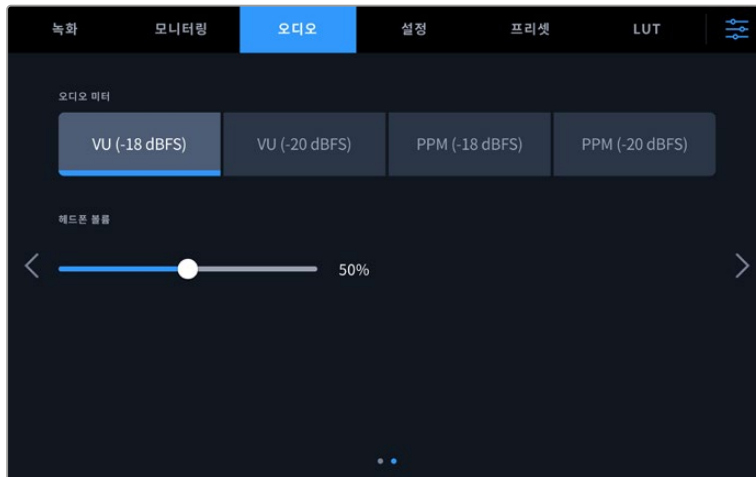 녹화 모니터링 오디오 설정 프리셋 LUT
오디오 미터
VU (-18 dBFS) VU (-20 dBFS) PPM (-18 dBFS) PPM (-20 dBFS)
헤드폰 볼륨
50%